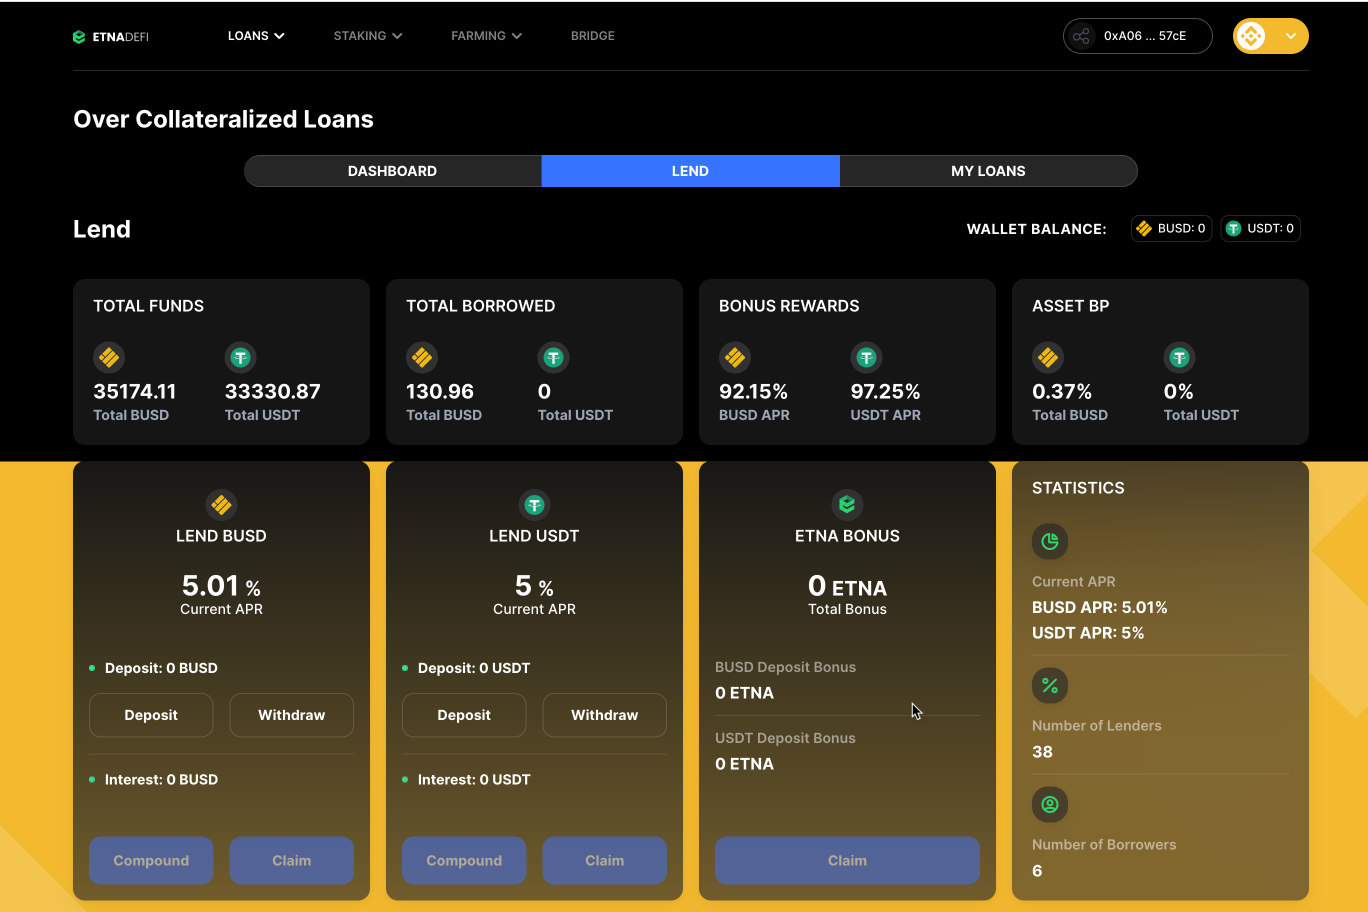 ETNADEFI LOANS STAKING FARMING BRIDGE 0xA06 ... 57cE
Over Collateralized Loans
DASHBOARD LEND MY LOANS
Lend WALLET BALANCE: BUSD: 0 USDT: 0
TOTAL FUNDS
35174.11 33330.87
Total BUSD Total USDT
TOTAL BORROWED
130.96 0
Total BUSD Total USDT
BONUS REWARDS
92.15% 97.25%
BUSD APR USDT APR
ASSET BP
0.37% 0%
Total BUSD Total USDT
LEND BUSD
5.01 %
Current APR
Deposit: 0 BUSD
Deposit Withdraw
Interest: 0 BUSD
Compound Claim
LEND USDT
5 %
Current APR
Deposit: 0 USDT
Deposit Withdraw
Interest: 0 USDT
Compound Claim
ETNA BONUS
0 ETNA
Total Bonus
BUSD Deposit Bonus
0 ETNA
USDT Deposit Bonus
0 ETNA
Claim
STATISTICS
Current APR
BUSD APR: 5.01%
USDT APR: 5%
Number of Lenders
38
Number of Borrowers
6